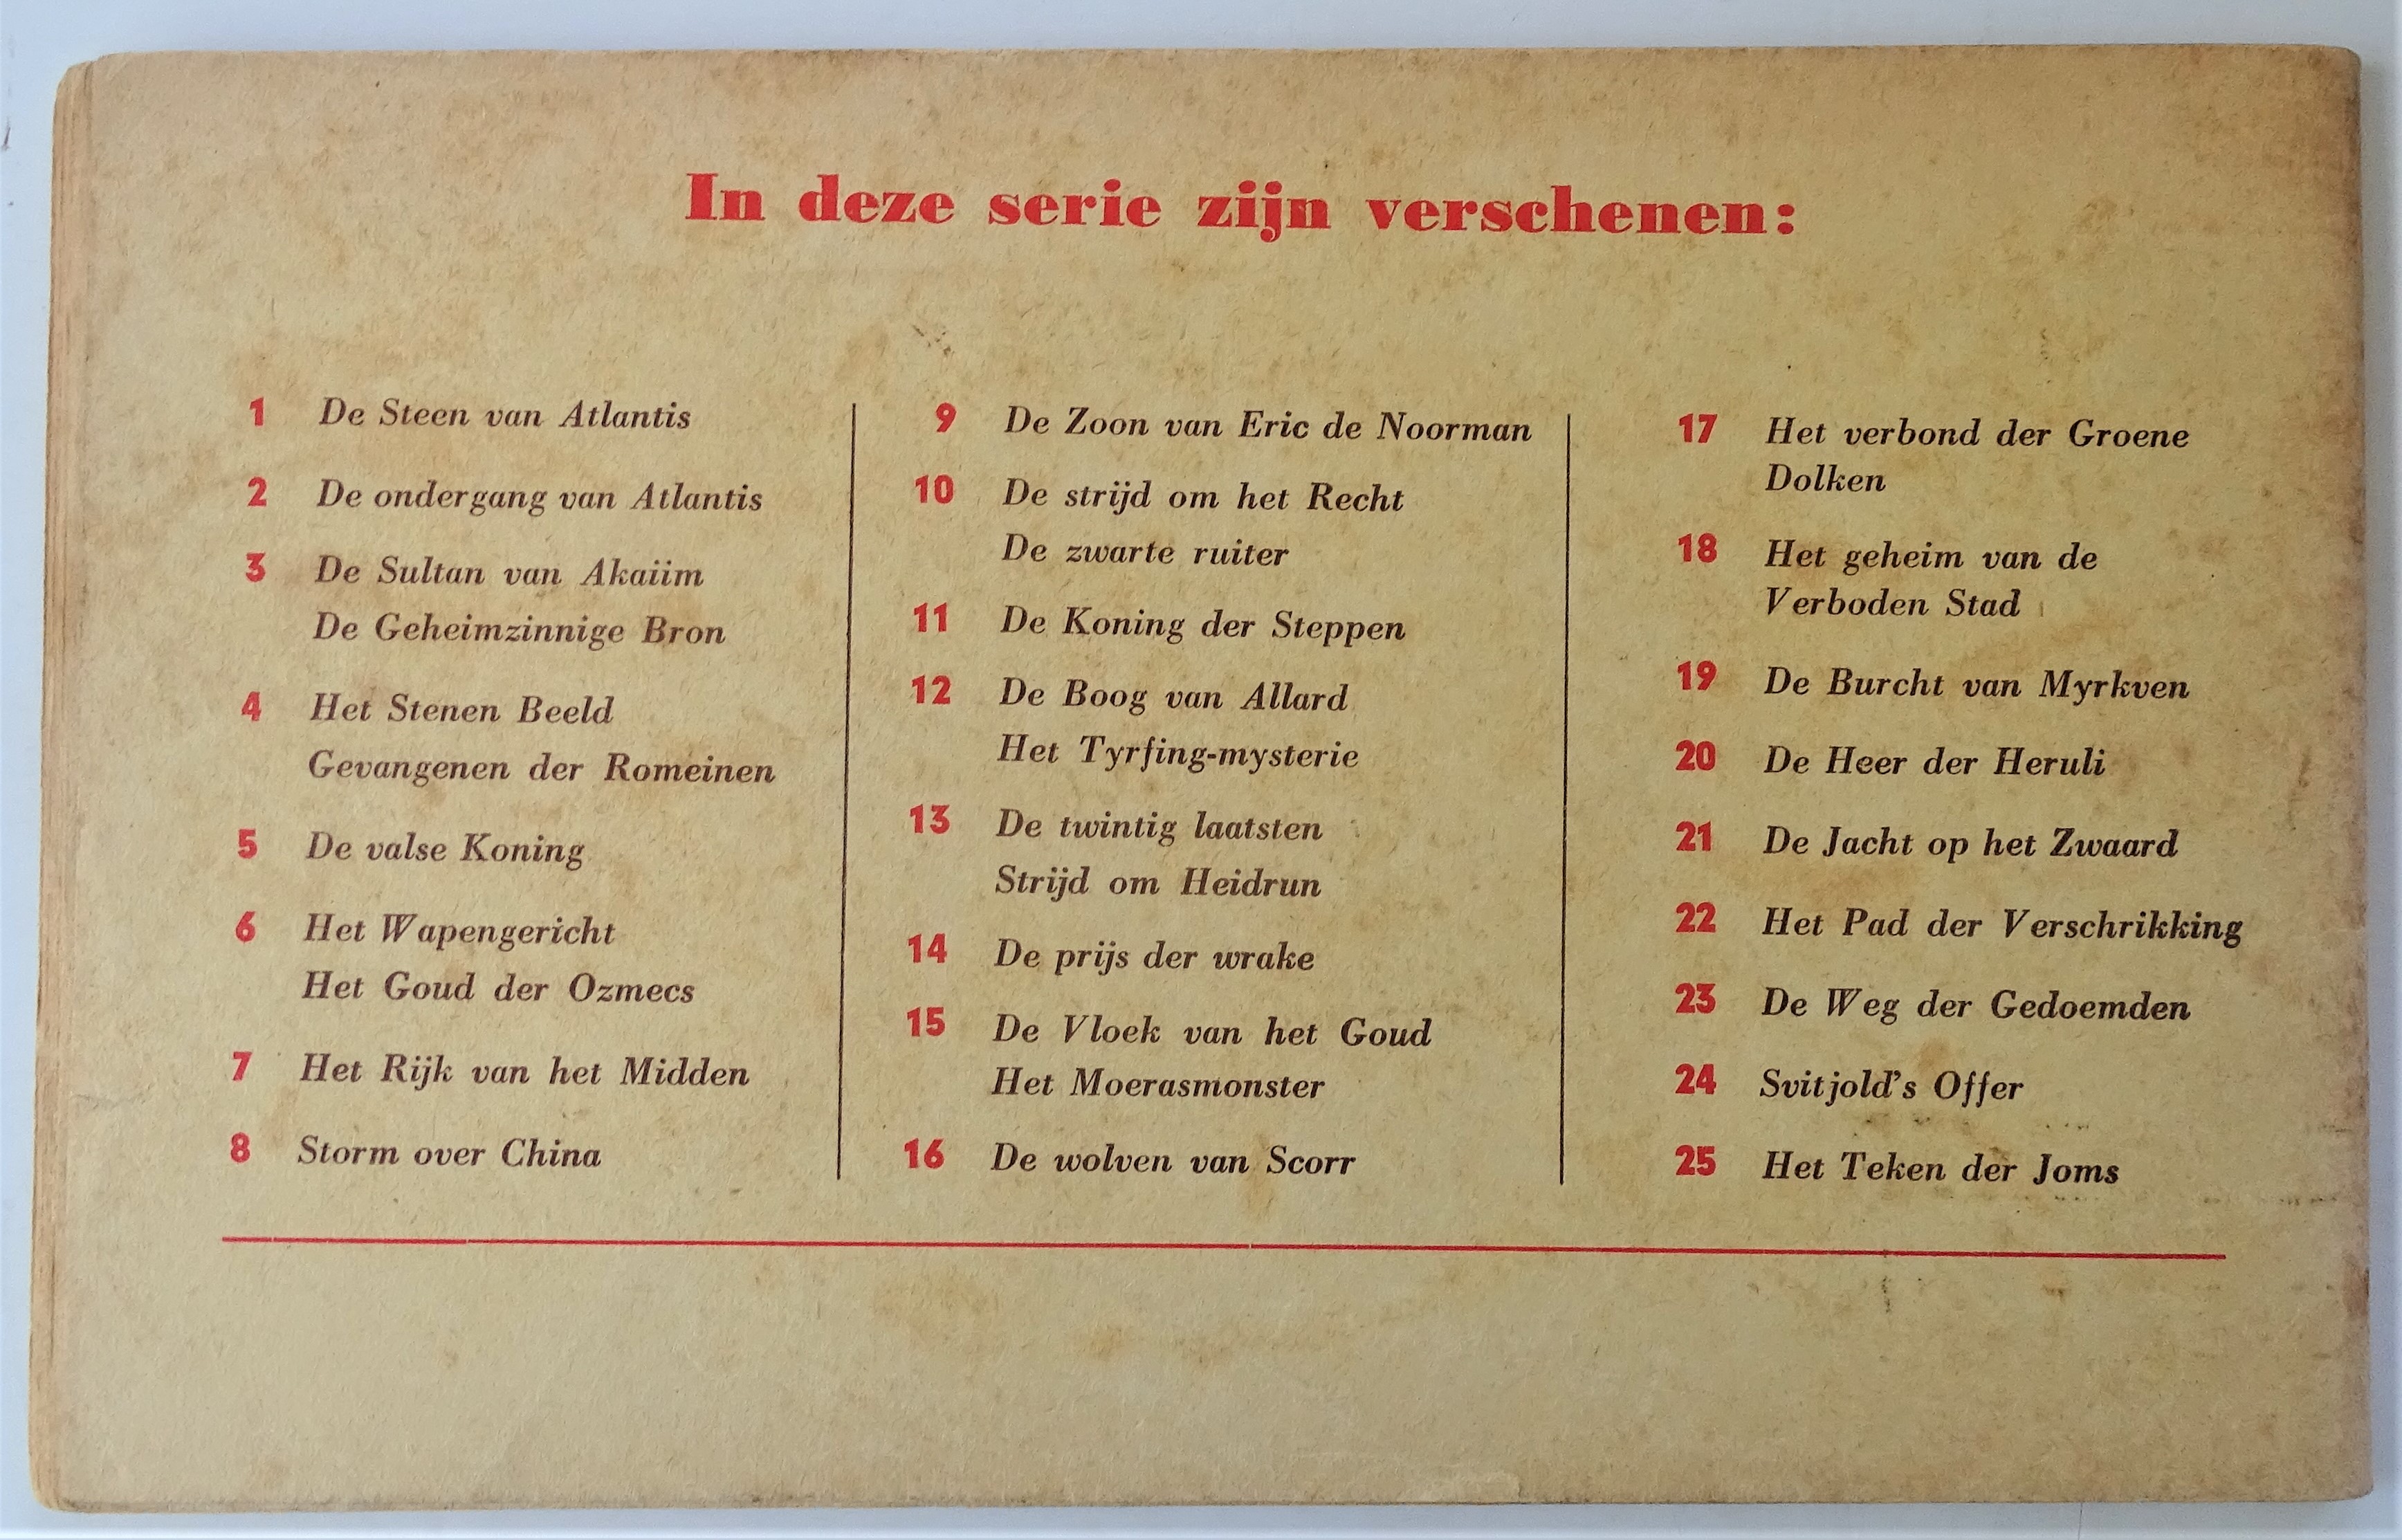 In deze serie zijn verschenen:
1 De Steen van Atlantis
2 De ondergang van Atlantis
3 De Sultan van Akaiim
De Geheimzinnige Bron
4 Het Stenen Beeld
Gevangenen der Romeinen
5 De valse Koning
6 Het Wapengericht
Het Goud der Ozmecs
7 Het Rijk van het Midden
8 Storm over China
9 De Zoon van Eric de Noorman
10 De strijd om het Recht
De zwarte ruiter
11 De Koning der Steppen
12 De Boog van Allard
Het Tyrfing-mysterie
13 De twintig laatsten
Strijd om Heidrun
14 De prijs der wrake
15 De Vloek van het Goud
Het Moerasmonster
16 De wolven van Scorr
17 Het verbond der Groene
Dolken
18 Het geheim van de
Verboden Stad
19 De Burcht van Myrkven
20 De Heer der Heruli
21 De Jacht op het Zwaard
22 Het Pad der Verschrikking
23 De Weg der Gedoemden
24 Svitjold's Offer
25 Het Teken der Joms